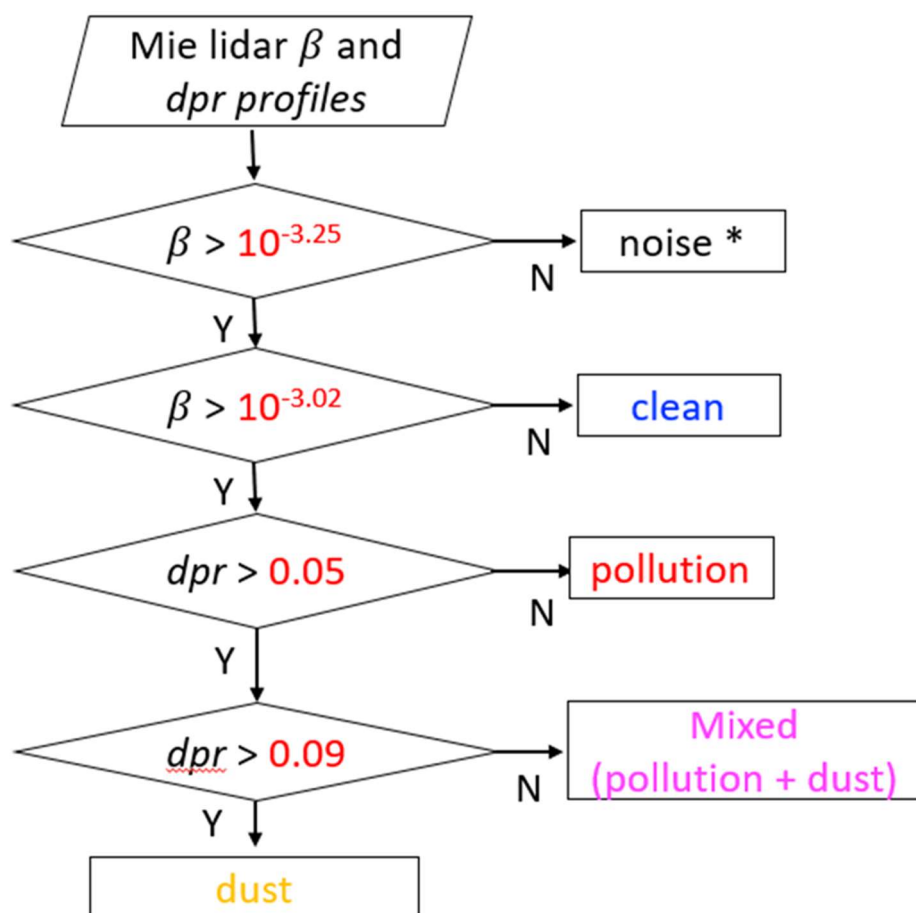 Mie lidar β and
dpr profiles
β > 10^-3.25
noise *
N
Y
β > 10^-3.02
clean
N
Y
dpr > 0.05
pollution
N
Y
dpr > 0.09
Mixed
(pollution + dust)
N
Y
dust